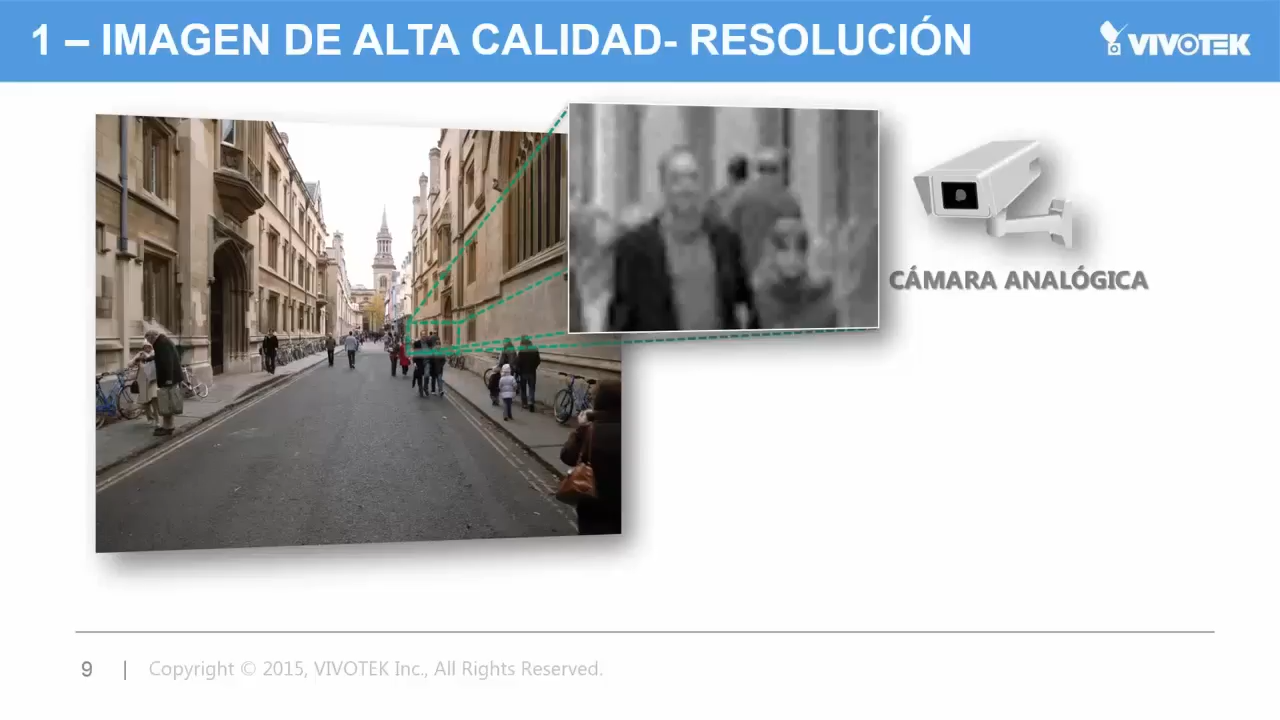 1 – IMAGEN DE ALTA CALIDAD- RESOLUCIÓN
VIVOTEK
CÁMARA ANALÓGICA
9 | Copyright © 2015, VIVOTEK Inc., All Rights Reserved.